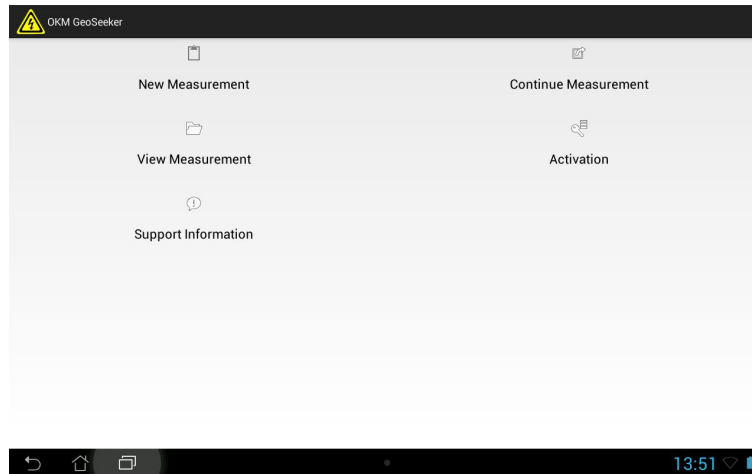 OKM GeoSeeker
New Measurement
Continue Measurement
View Measurement
Activation
Support Information
13:51